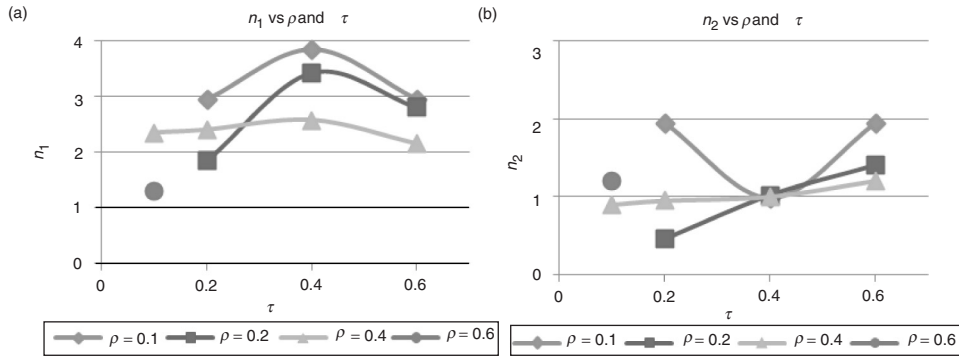 (a)
n1 vs ρ and τ
4
3
2
1
0
n1
0 0.2 0.4 0.6
τ
ρ = 0.1 ρ = 0.2 ρ = 0.4 ρ = 0.6
(b)
n2 vs ρ and τ
3
2
1
0
n2
0 0.2 0.4 0.6
τ
ρ = 0.1 ρ = 0.2 ρ = 0.4 ρ = 0.6